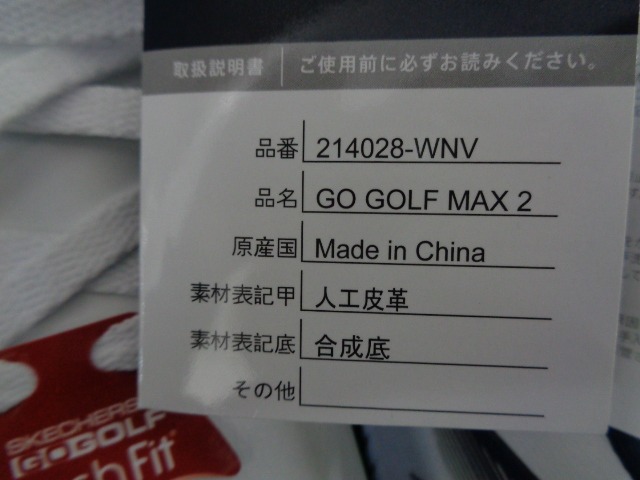 取扱説明書 ご使用前に必ずお読みください。
品番 214028-WNV
品名 GO GOLF MAX 2
原産国 Made in China
素材表記甲 人工皮革
素材表記底 合成底
その他
SKECHERS
GO GOLF
Fit